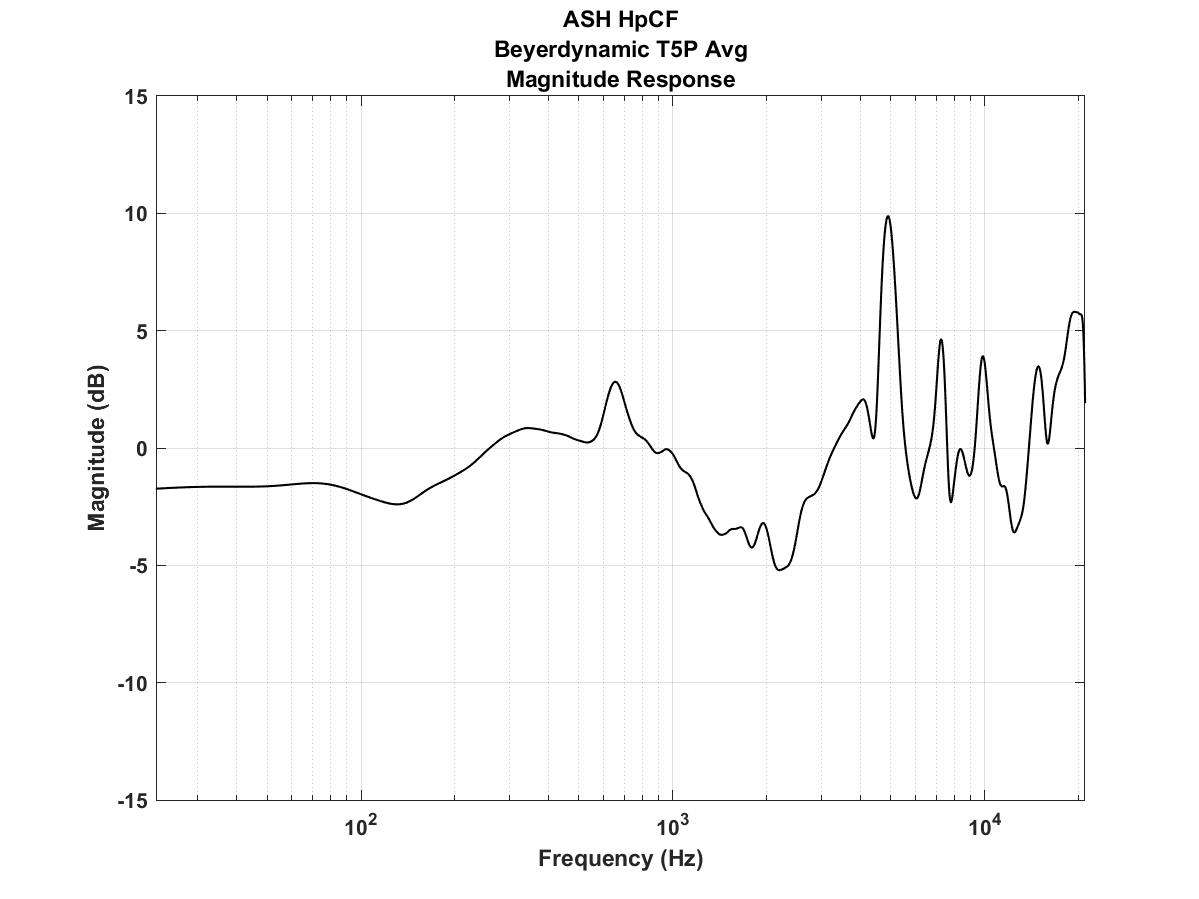 ASH HpCF
Beyerdynamic T5P Avg
Magnitude Response
15
10
5
0
-5
-10
-15
Magnitude (dB)
10² 10³ 10⁴
Frequency (Hz)